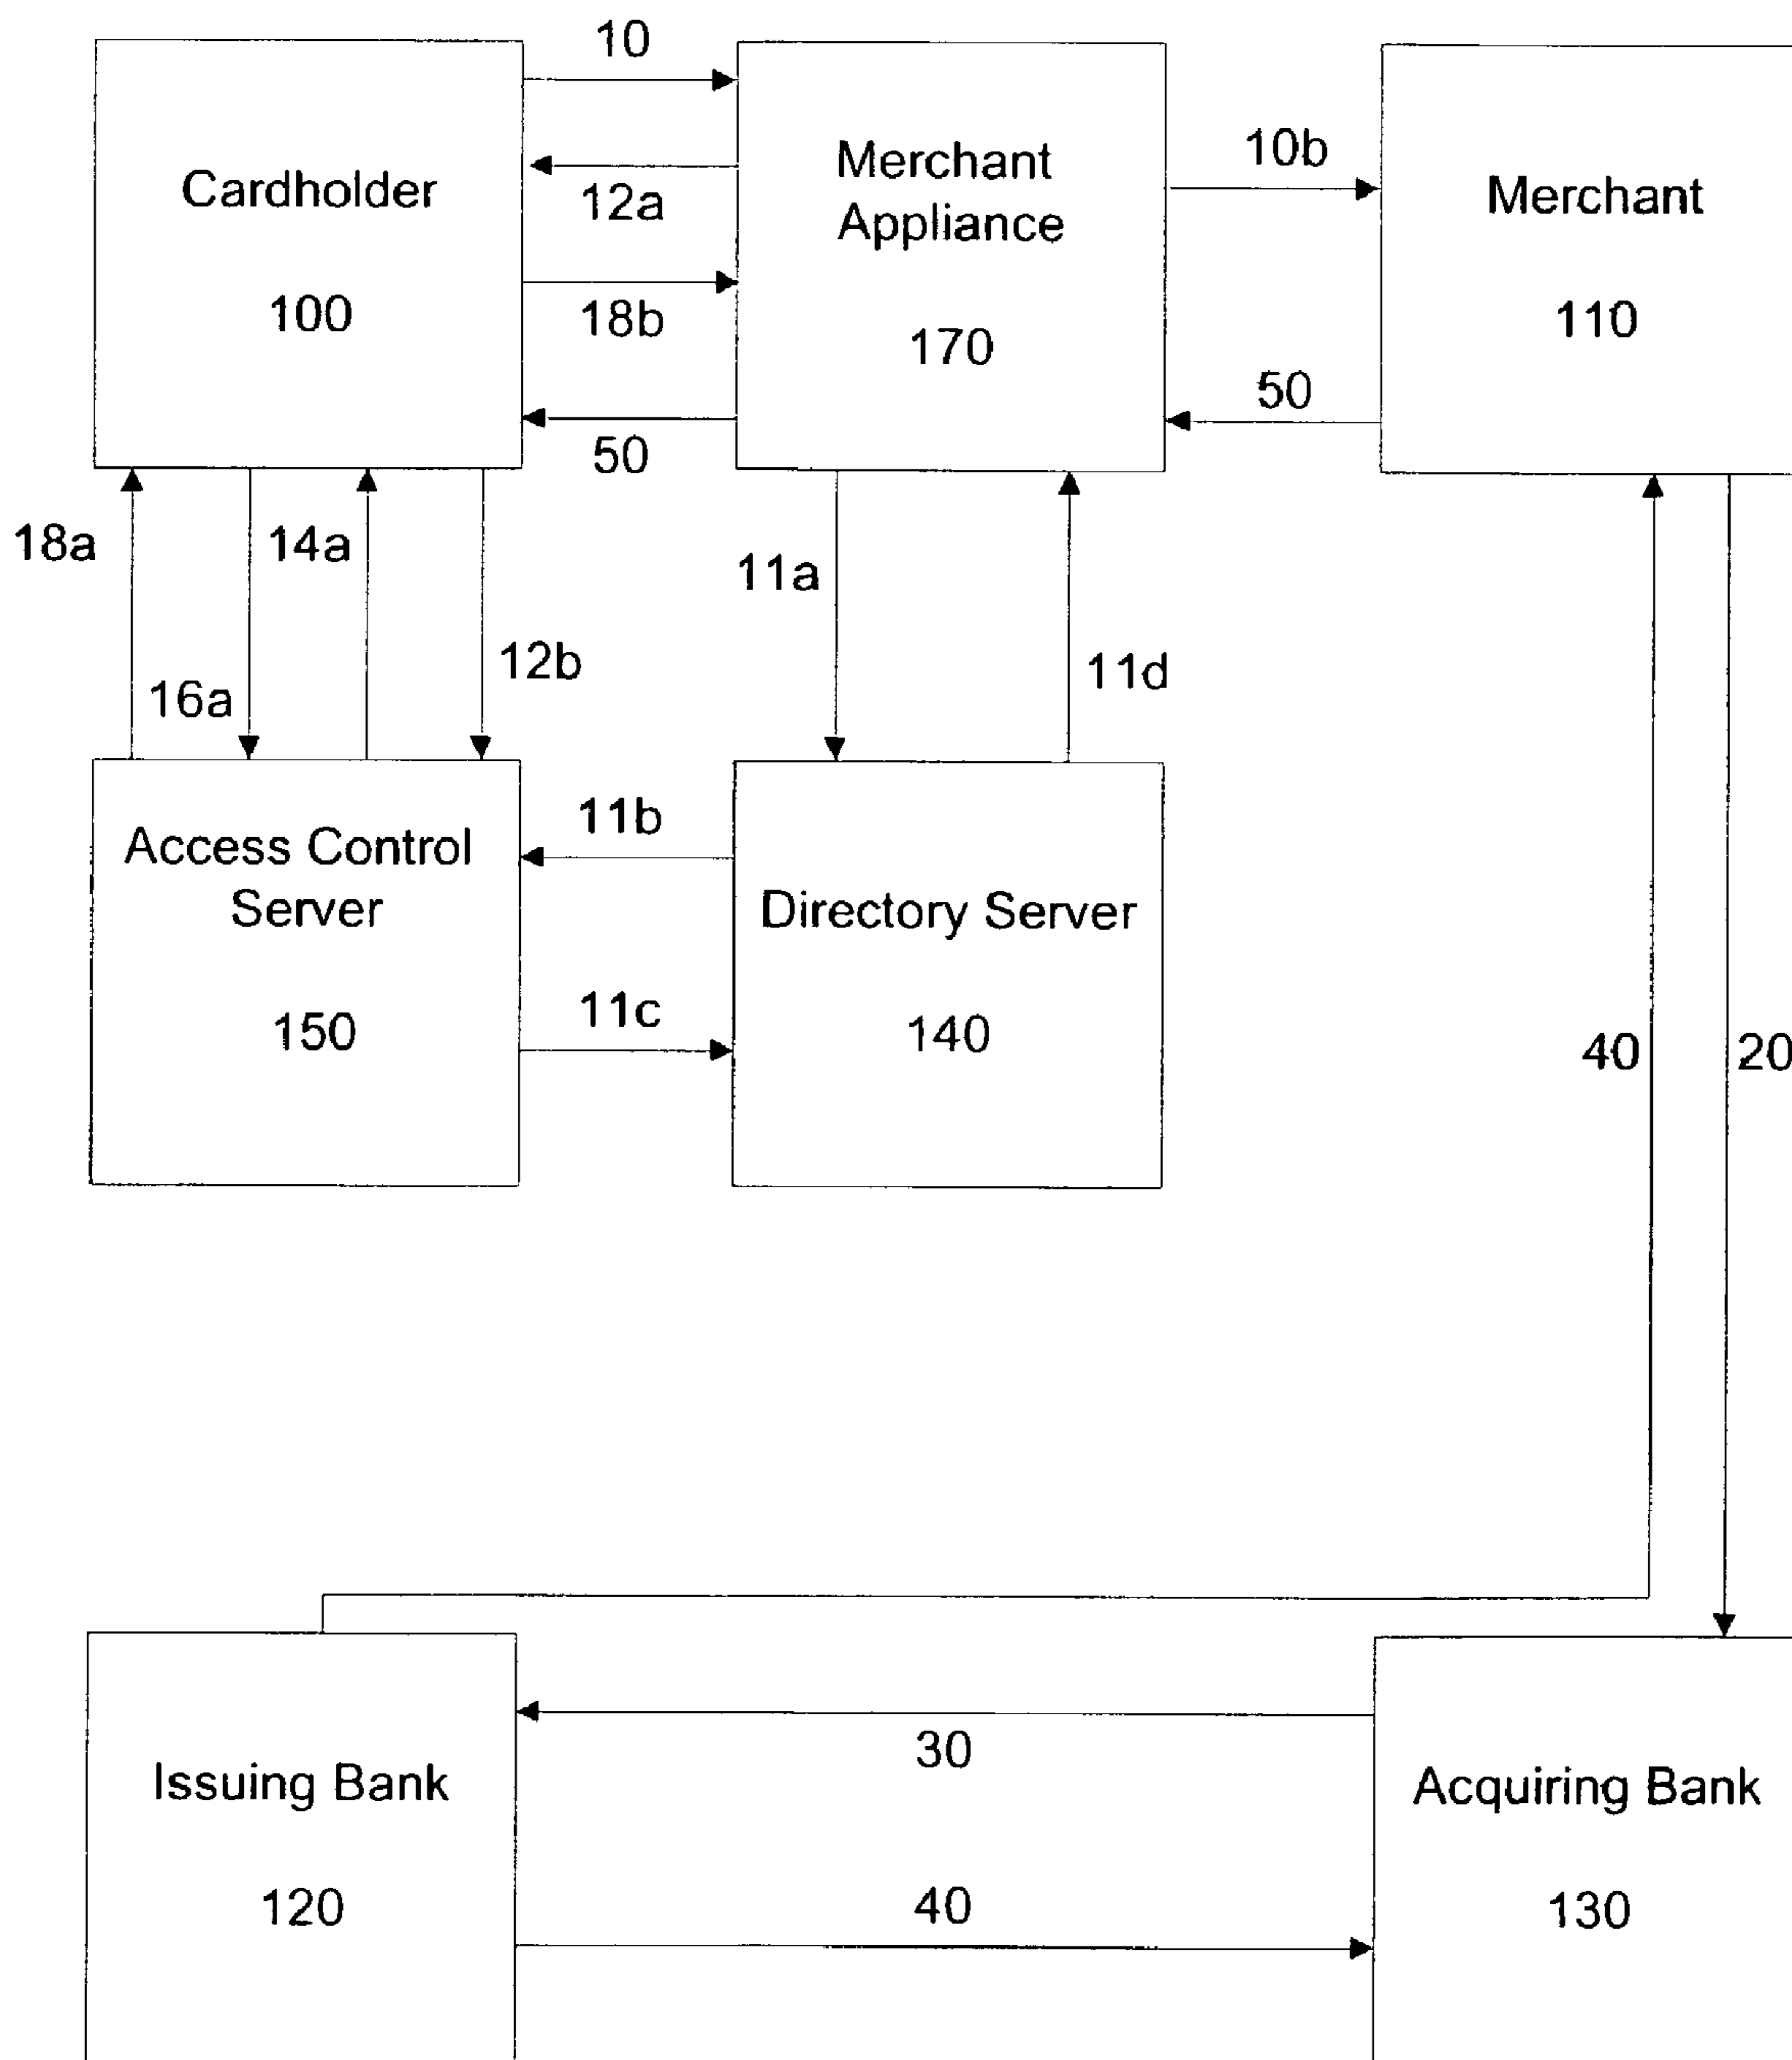 10
Cardholder
100
12a
18b
50
Merchant
Appliance
170
10b
50
Merchant
110
18a
16a
14a
12b
11a
11d
Access Control
Server
150
11b
11c
Directory Server
140
40
20
Issuing Bank
120
30
40
Acquiring Bank
130